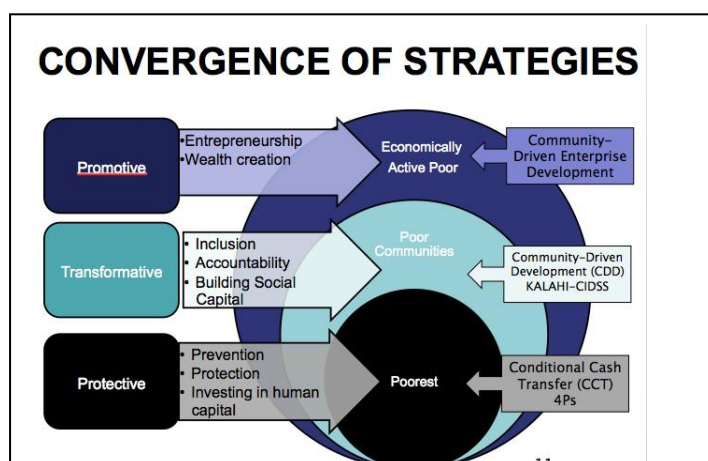 CONVERGENCE OF STRATEGIES
Promotive
•Entrepreneurship
•Wealth creation
Economically
Active Poor
Community-
Driven Enterprise
Development
Transformative
• Inclusion
• Accountability
• Building Social
Capital
Poor
Communities
Community-Driven
Development (CDD)
KALAHI-CIDSS
Protective
• Prevention
• Protection
• Investing in human
capital
Poorest
Conditional Cash
Transfer (CCT)
4Ps